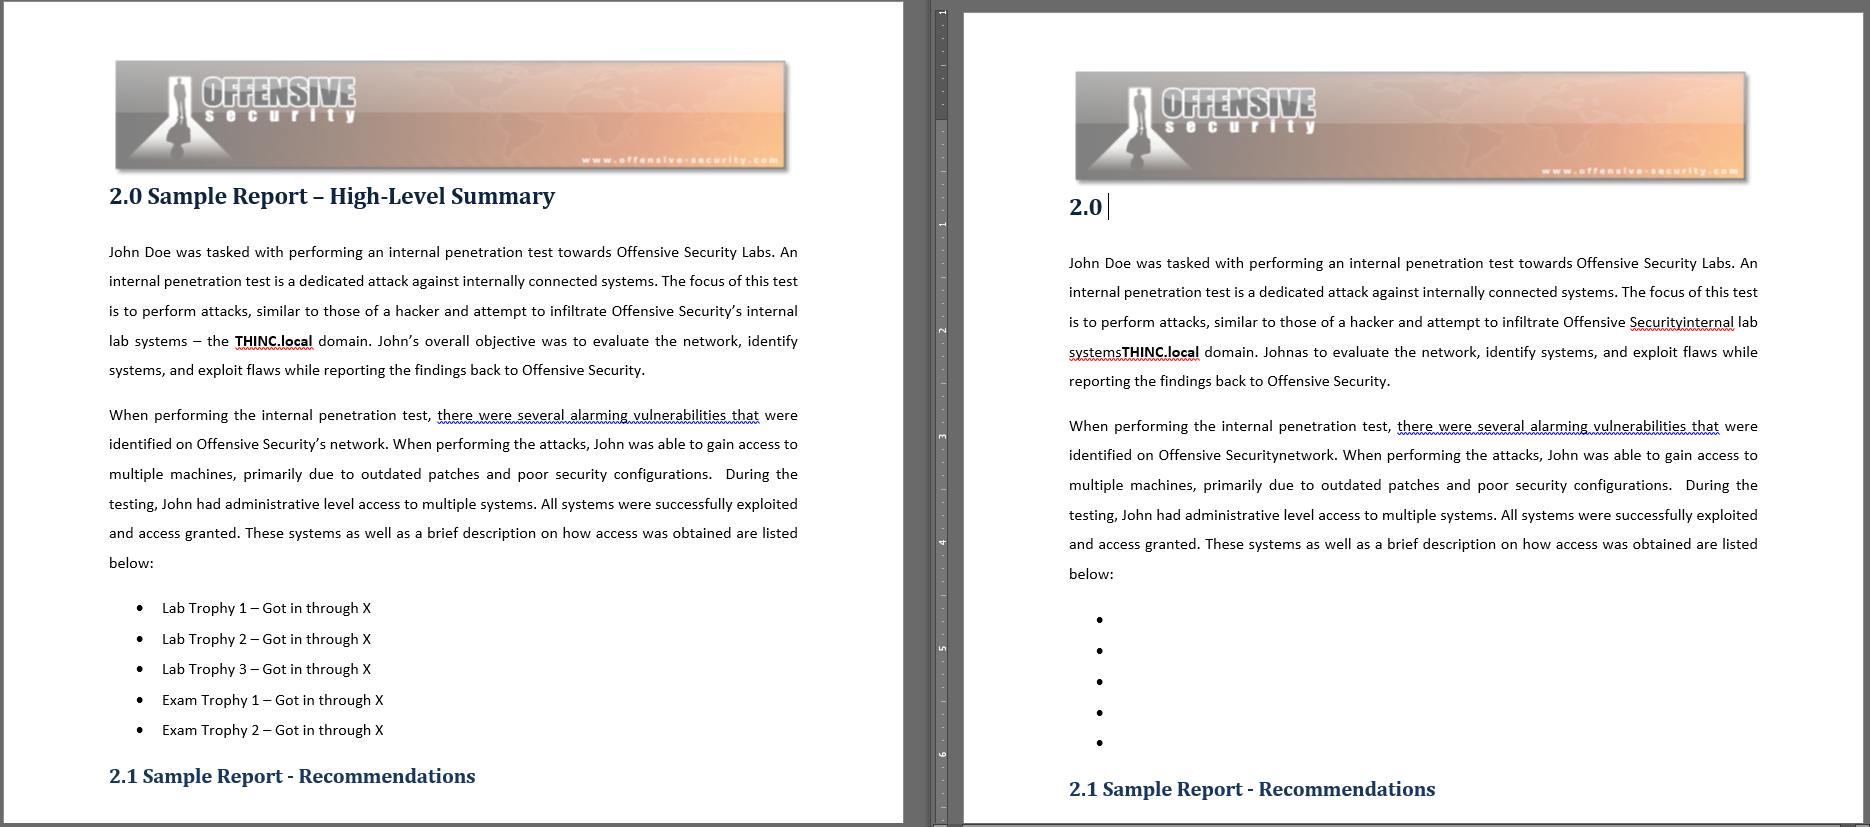 OFFENSIVE
security
www.offensive-security.com
2.0 Sample Report – High-Level Summary
John Doe was tasked with performing an internal penetration test towards Offensive Security Labs. An
internal penetration test is a dedicated attack against internally connected systems. The focus of this test
is to perform attacks, similar to those of a hacker and attempt to infiltrate Offensive Security’s internal
lab systems – the THINC.local domain. John’s overall objective was to evaluate the network, identify
systems, and exploit flaws while reporting the findings back to Offensive Security.
When performing the internal penetration test, there were several alarming vulnerabilities that were
identified on Offensive Security’s network. When performing the attacks, John was able to gain access to
multiple machines, primarily due to outdated patches and poor security configurations.  During the
testing, John had administrative level access to multiple systems. All systems were successfully exploited
and access granted. These systems as well as a brief description on how access was obtained are listed
below:
• Lab Trophy 1 – Got in through X
• Lab Trophy 2 – Got in through X
• Lab Trophy 3 – Got in through X
• Exam Trophy 1 – Got in through X
• Exam Trophy 2 – Got in through X
2.1 Sample Report - Recommendations
1
1
2
3
4
5
6
OFFENSIVE
security
www.offensive-security.com
2.0
John Doe was tasked with performing an internal penetration test towards Offensive Security Labs. An
internal penetration test is a dedicated attack against internally connected systems. The focus of this test
is to perform attacks, similar to those of a hacker and attempt to infiltrate Offensive Securityinternal lab
systemsTHINC.local domain. Johnas to evaluate the network, identify systems, and exploit flaws while
reporting the findings back to Offensive Security.
When performing the internal penetration test, there were several alarming vulnerabilities that were
identified on Offensive Securitynetwork. When performing the attacks, John was able to gain access to
multiple machines, primarily due to outdated patches and poor security configurations.  During the
testing, John had administrative level access to multiple systems. All systems were successfully exploited
and access granted. These systems as well as a brief description on how access was obtained are listed
below:
•
•
•
•
•
2.1 Sample Report - Recommendations